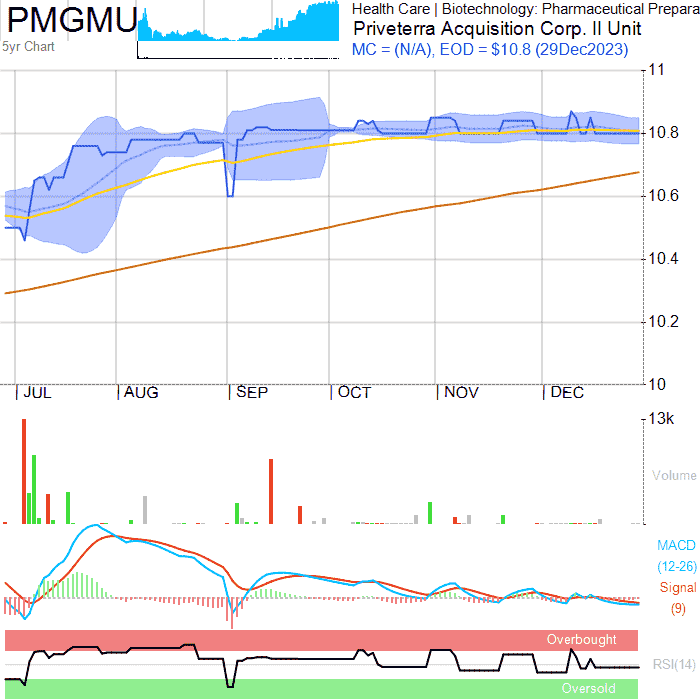 PMGMU
5yr Chart
Health Care | Biotechnology: Pharmaceutical Prepara
Priveterra Acquisition Corp. II Unit
MC = (N/A), EOD = $10.8 (29Dec2023)
11
10.8
10.6
10.4
10.2
10
JUL AUG SEP OCT NOV DEC
13k
Volume
MACD
(12-26)
Signal
(9)
Overbought
RSI(14)
Oversold